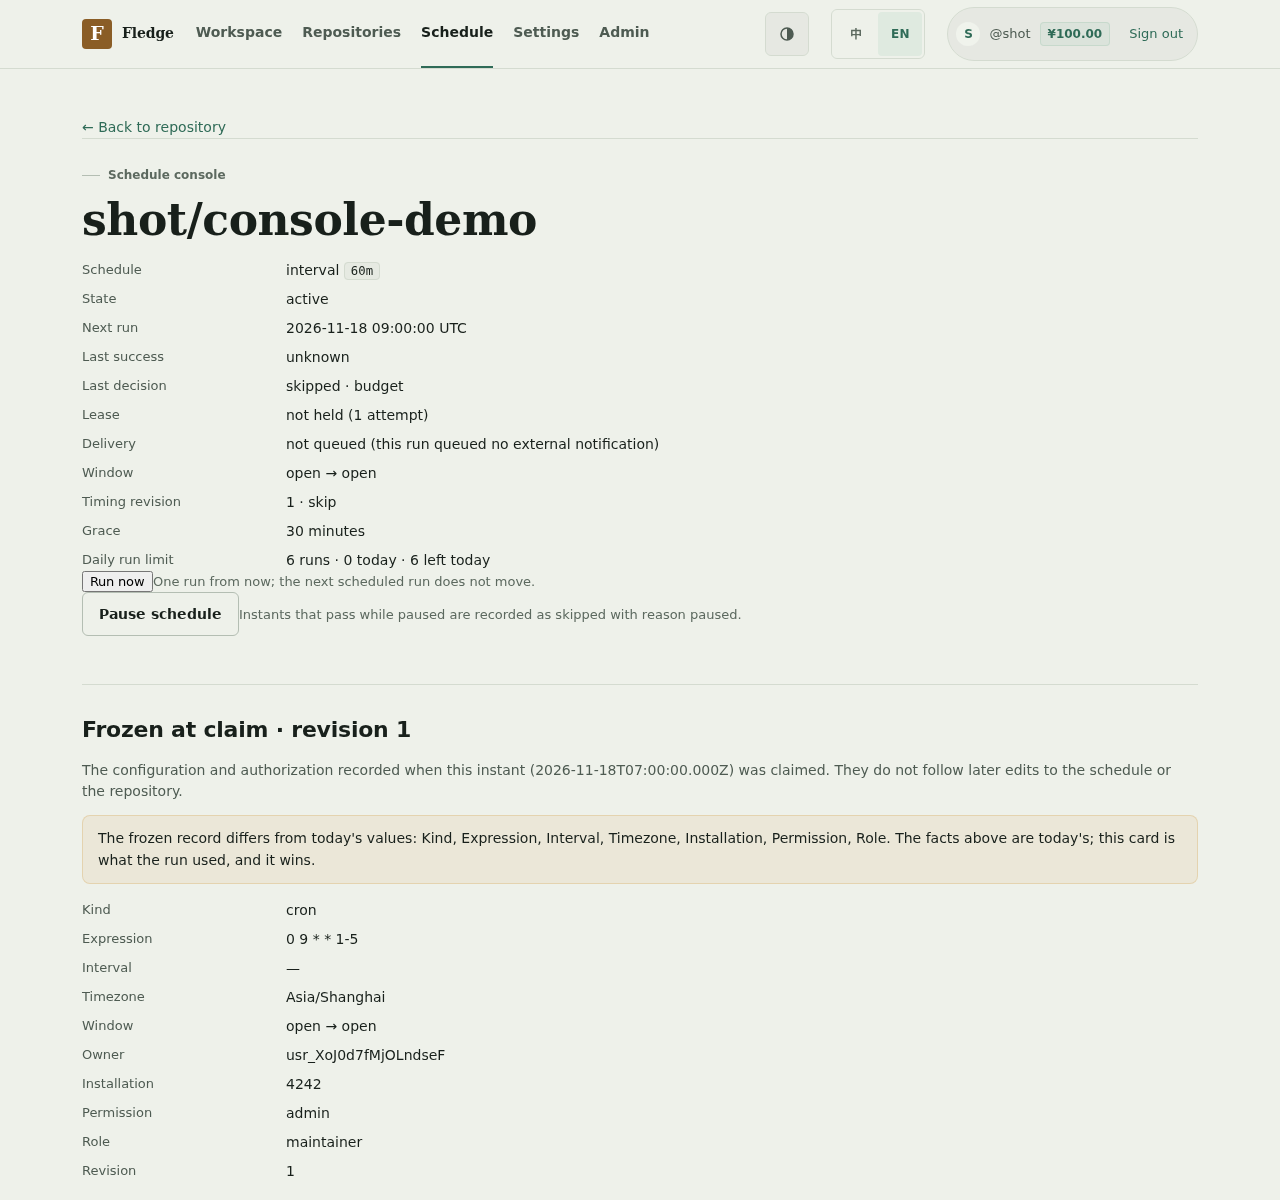 F Fledge Workspace Repositories Schedule Settings Admin 中 EN S @shot ¥100.00 Sign out
← Back to repository
Schedule console
shot/console-demo
Schedule interval 60m
State active
Next run 2026-11-18 09:00:00 UTC
Last success unknown
Last decision skipped · budget
Lease not held (1 attempt)
Delivery not queued (this run queued no external notification)
Window open → open
Timing revision 1 · skip
Grace 30 minutes
Daily run limit 6 runs · 0 today · 6 left today
Run now One run from now; the next scheduled run does not move.
Pause schedule Instants that pass while paused are recorded as skipped with reason paused.
Frozen at claim · revision 1
The configuration and authorization recorded when this instant (2026-11-18T07:00:00.000Z) was claimed. They do not follow later edits to the schedule or
the repository.
The frozen record differs from today's values: Kind, Expression, Interval, Timezone, Installation, Permission, Role. The facts above are today's; this card is
what the run used, and it wins.
Kind cron
Expression 0 9 * * 1-5
Interval —
Timezone Asia/Shanghai
Window open → open
Owner usr_XoJ0d7fMjOLndseF
Installation 4242
Permission admin
Role maintainer
Revision 1